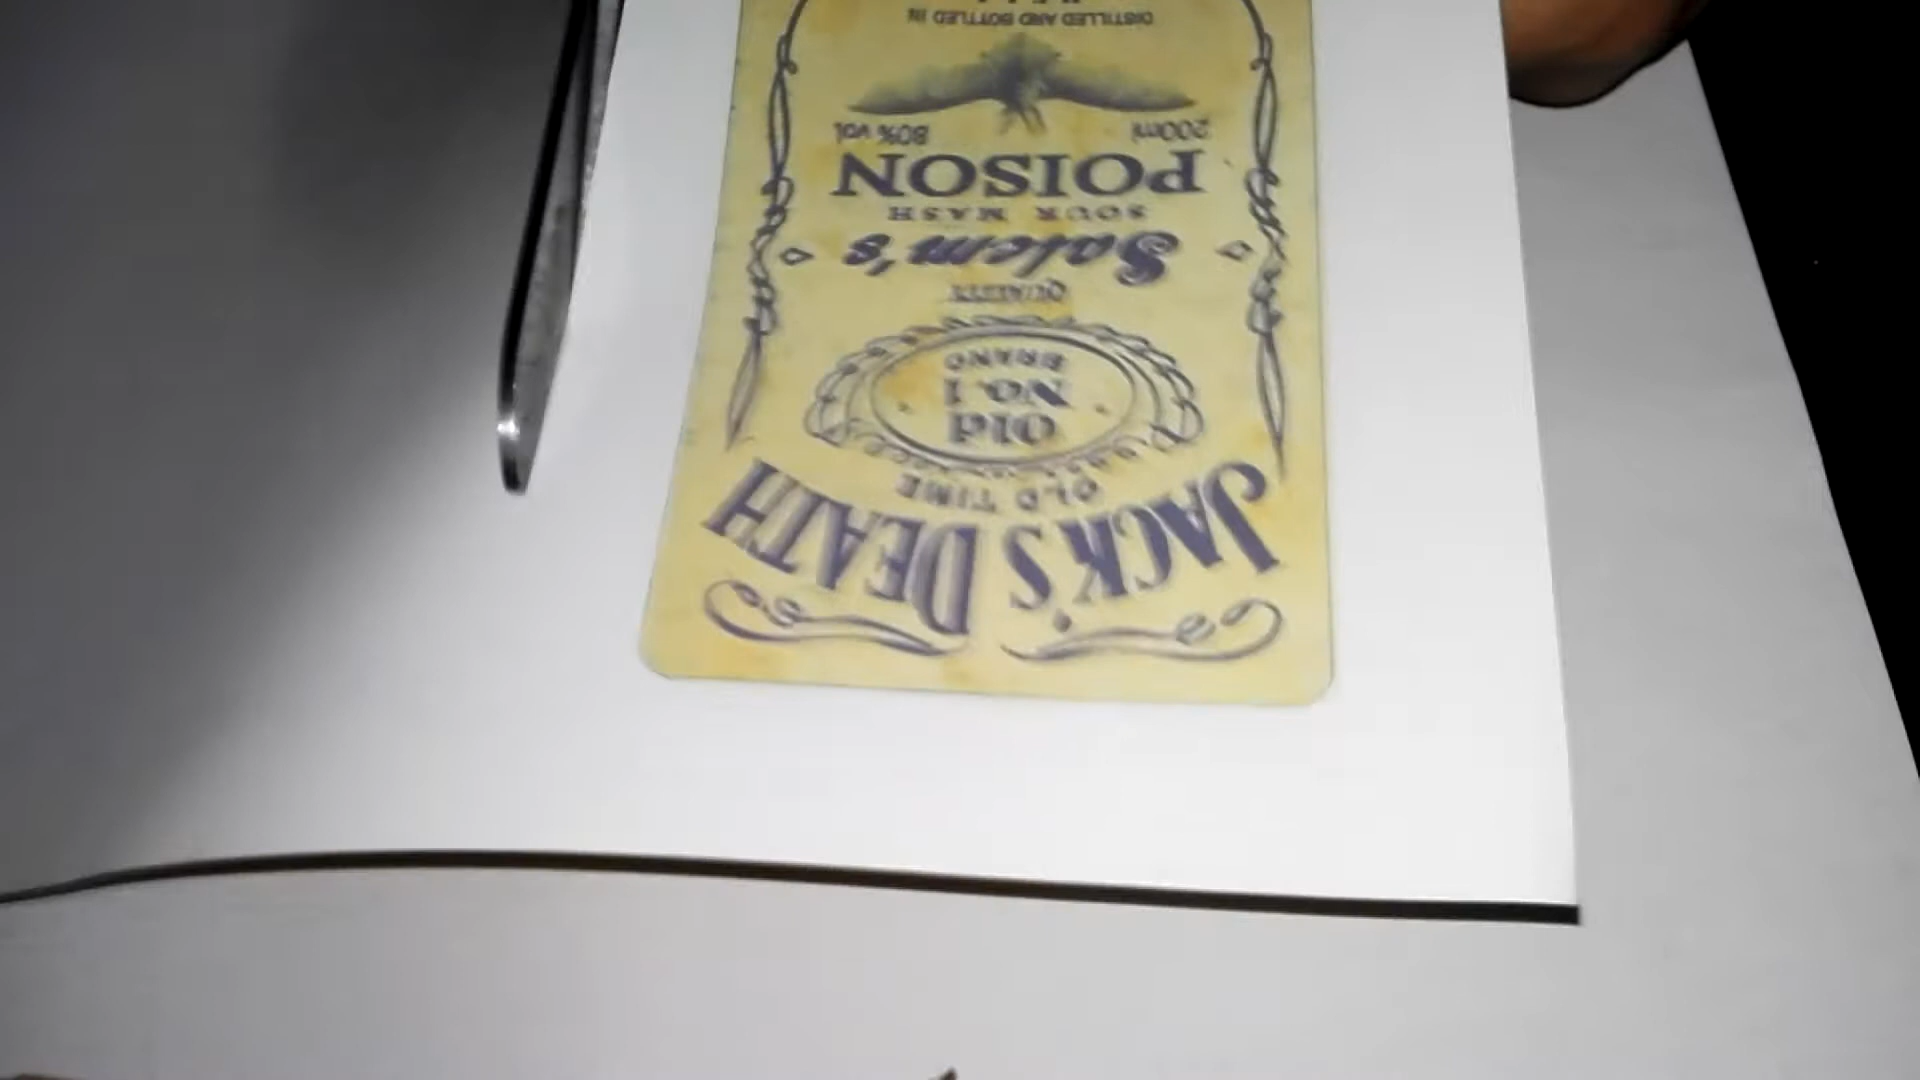 JACK'S DEATH
OLD TIME
Old
No.1
BRAND
QUALITY
Salem's
SOUR MASH
POISON
200ml 80% vol
DISTILLED AND BOTTLED IN